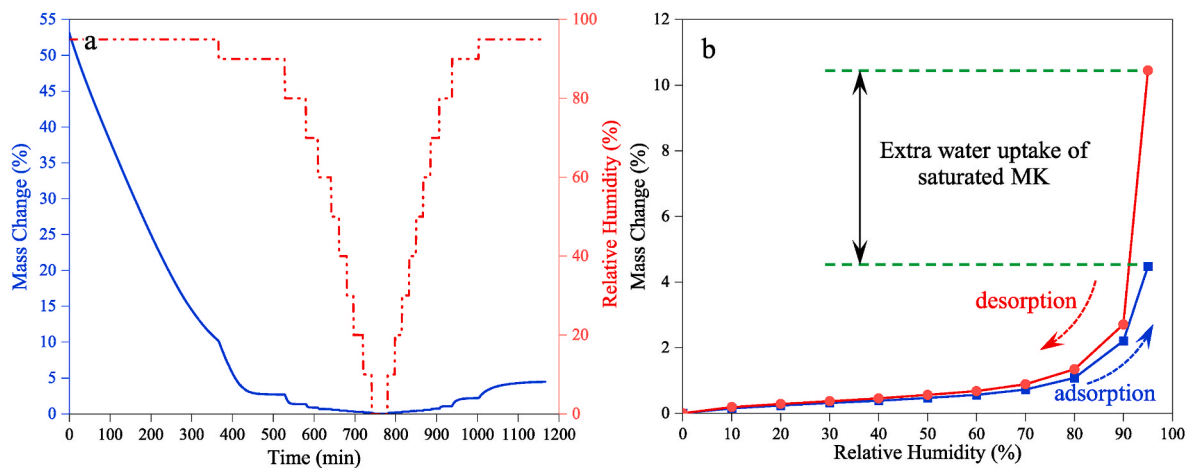 a
55
50
45
40
35
30
25
20
15
10
5
0
Mass Change (%)
100
80
60
40
20
0
Relative Humidity (%)
0 100 200 300 400 500 600 700 800 900 1000 1100 1200
Time (min)
b
12
10
8
6
4
2
0
Mass Change (%)
Extra water uptake of
saturated MK
desorption
adsorption
0 10 20 30 40 50 60 70 80 90 100
Relative Humidity (%)